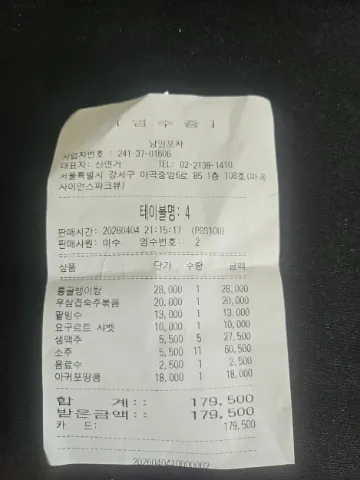 [ 영 수 증 ]
남만포차
사업자번호 : 241-37-01606
대표자: 신연거 TEL: 02-2138-1410
서울특별시 강서구 마곡중앙6로 85 1층 108호(마곡
사이언스파크뷰)
테이블명: 4
판매시간: 20260404 21:15:17 (POS100)
판매사원: 이수 영수번호: 2
상품 단가 수량 금액
통골뱅이탕 28,000 1 28,000
우삼겹숙주볶음 20,000 1 20,000
팥빙수 13,000 1 13,000
요구르트 샤벳 10,000 1 10,000
생맥주 5,500 5 27,500
소주 5,500 11 60,500
음료수 2,500 1 2,500
아귀포땅콩 18,000 1 18,000
합 계:: 179,500
받은금액:: 179,500
카 드:: 179,500